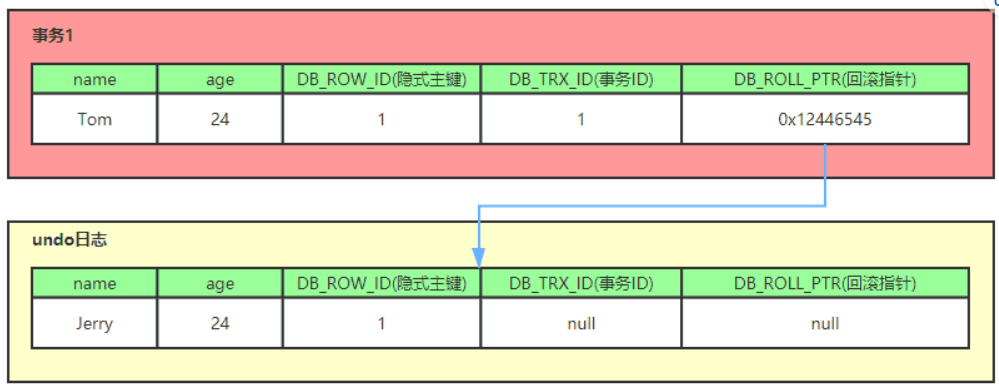 事务1
name age DB_ROW_ID(隐式主键) DB_TRX_ID(事务ID) DB_ROLL_PTR(回滚指针)
Tom 24 1 1 0x12446545
undo日志
name age DB_ROW_ID(隐式主键) DB_TRX_ID(事务ID) DB_ROLL_PTR(回滚指针)
Jerry 24 1 null null